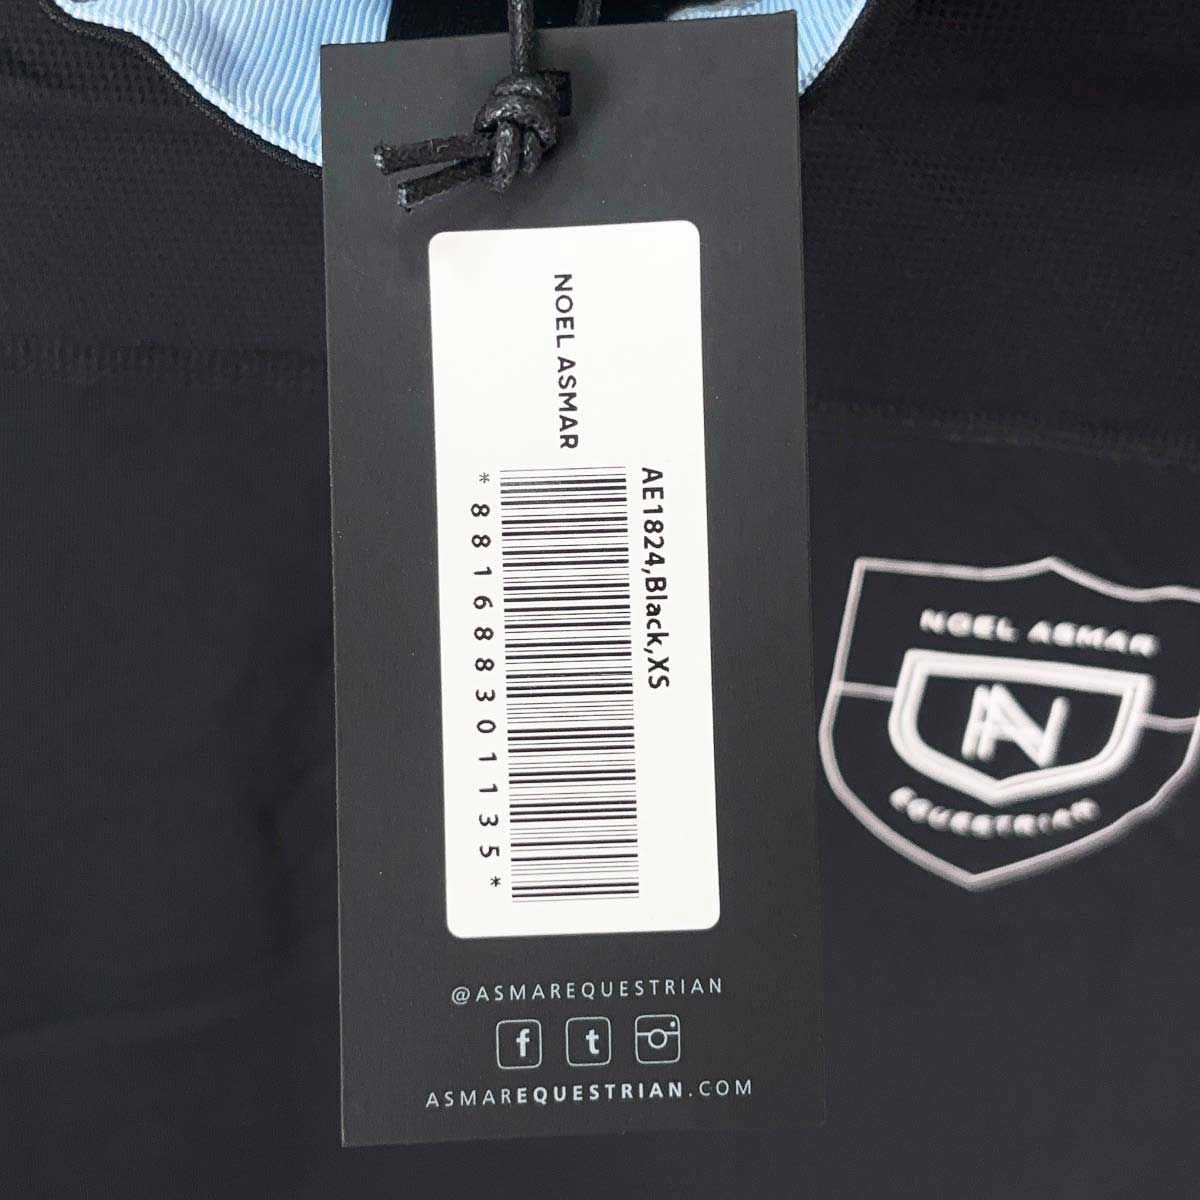 NOEL ASMAR
AE1824,Black,XS
*881688301135*
@ASMAREQUESTRIAN
f t
ASMAREQUESTRIAN.COM
NOEL ASMAR
N
EQUESTRIAN